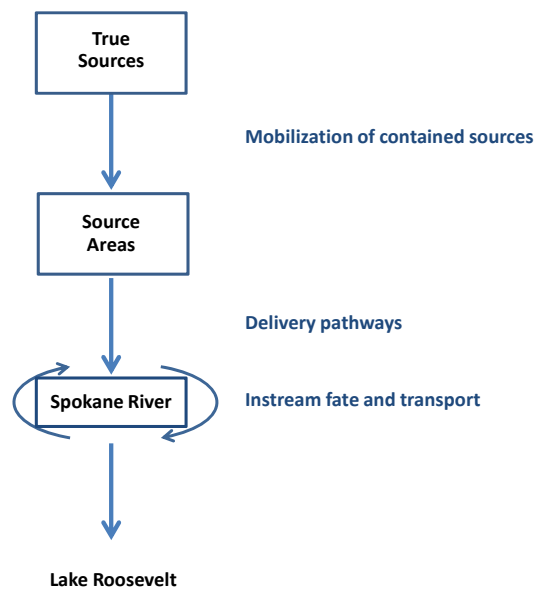 True
Sources
Mobilization of contained sources
Source
Areas
Delivery pathways
Spokane River
Instream fate and transport
Lake Roosevelt